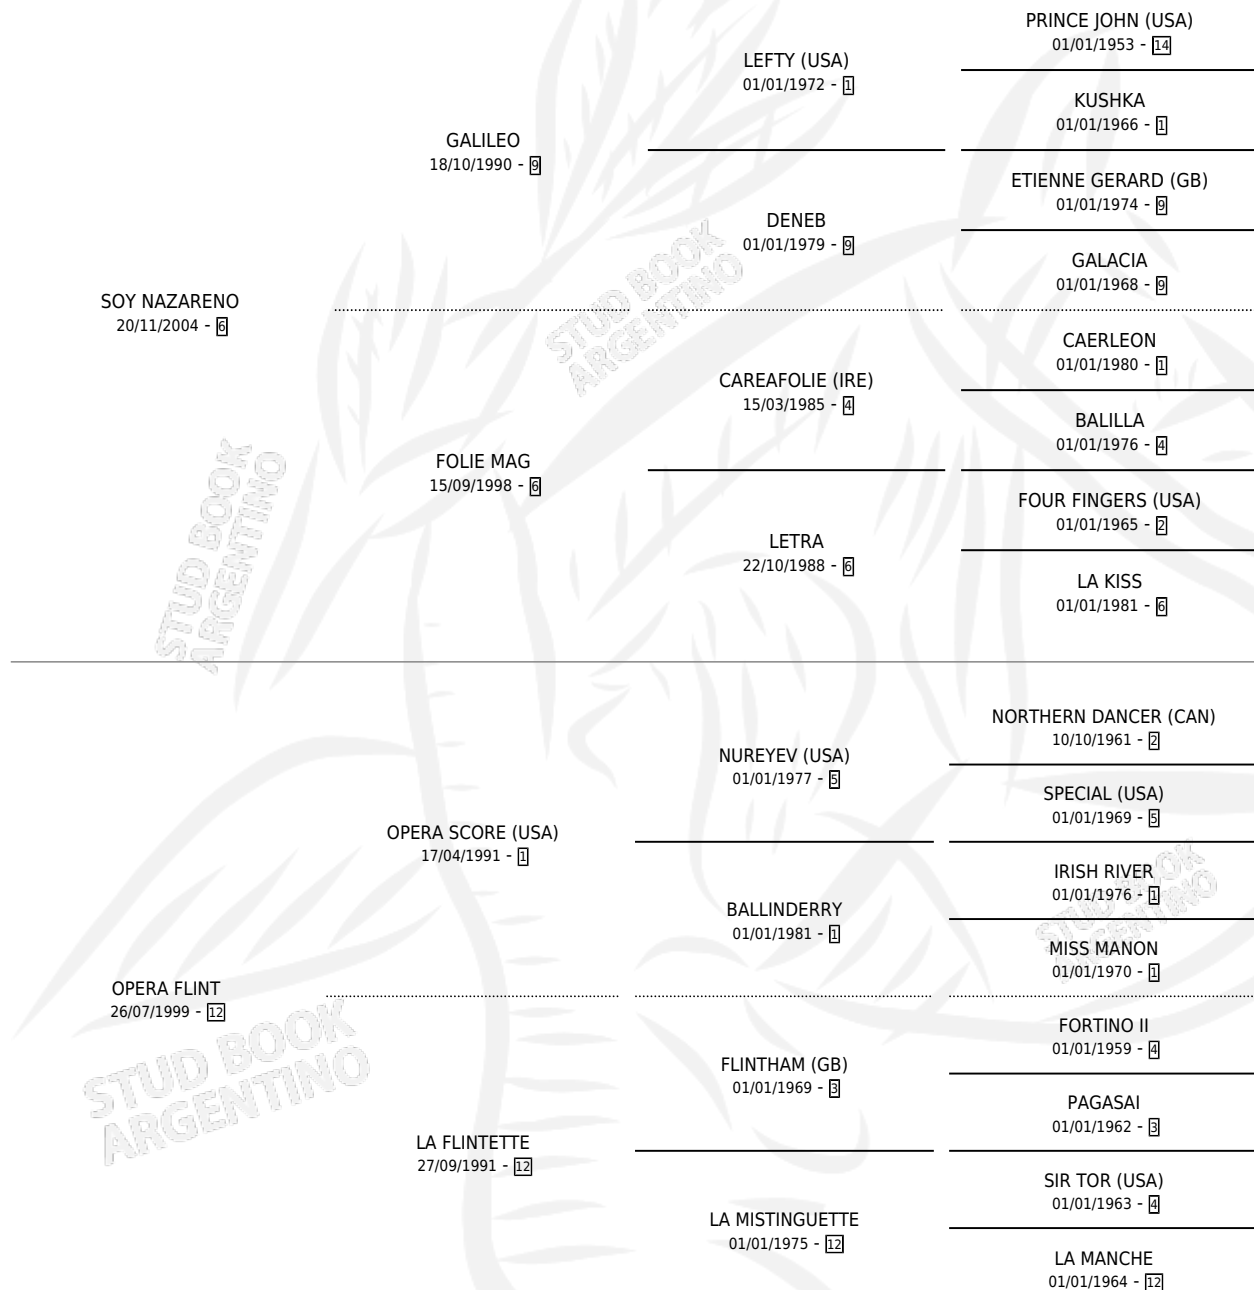 SOY NAZARENO
20/11/2004 - 6
GALILEO
18/10/1990 - 9
LEFTY (USA)
01/01/1972 - 1
PRINCE JOHN (USA)
01/01/1953 - 14
KUSHKA
01/01/1966 - 1
DENEB
01/01/1979 - 9
ETIENNE GERARD (GB)
01/01/1974 - 9
GALACIA
01/01/1968 - 9
FOLIE MAG
15/09/1998 - 6
CAREAFOLIE (IRE)
15/03/1985 - 4
CAERLEON
01/01/1980 - 1
BALILLA
01/01/1976 - 4
LETRA
22/10/1988 - 6
FOUR FINGERS (USA)
01/01/1965 - 2
LA KISS
01/01/1981 - 6
OPERA FLINT
26/07/1999 - 12
OPERA SCORE (USA)
17/04/1991 - 1
NUREYEV (USA)
01/01/1977 - 5
NORTHERN DANCER (CAN)
10/10/1961 - 2
SPECIAL (USA)
01/01/1969 - 5
BALLINDERRY
01/01/1981 - 1
IRISH RIVER
01/01/1976 - 1
MISS MANON
01/01/1970 - 1
LA FLINTETTE
27/09/1991 - 12
FLINTHAM (GB)
01/01/1969 - 3
FORTINO II
01/01/1959 - 4
PAGASAI
01/01/1962 - 3
LA MISTINGUETTE
01/01/1975 - 12
SIR TOR (USA)
01/01/1963 - 4
LA MANCHE
01/01/1964 - 12
STUD BOOK
ARGENTINO
STUD BOOK
ARGENTINO
STUD BOOK
ARGENTINO
STUD BOOK
ARGENTINO